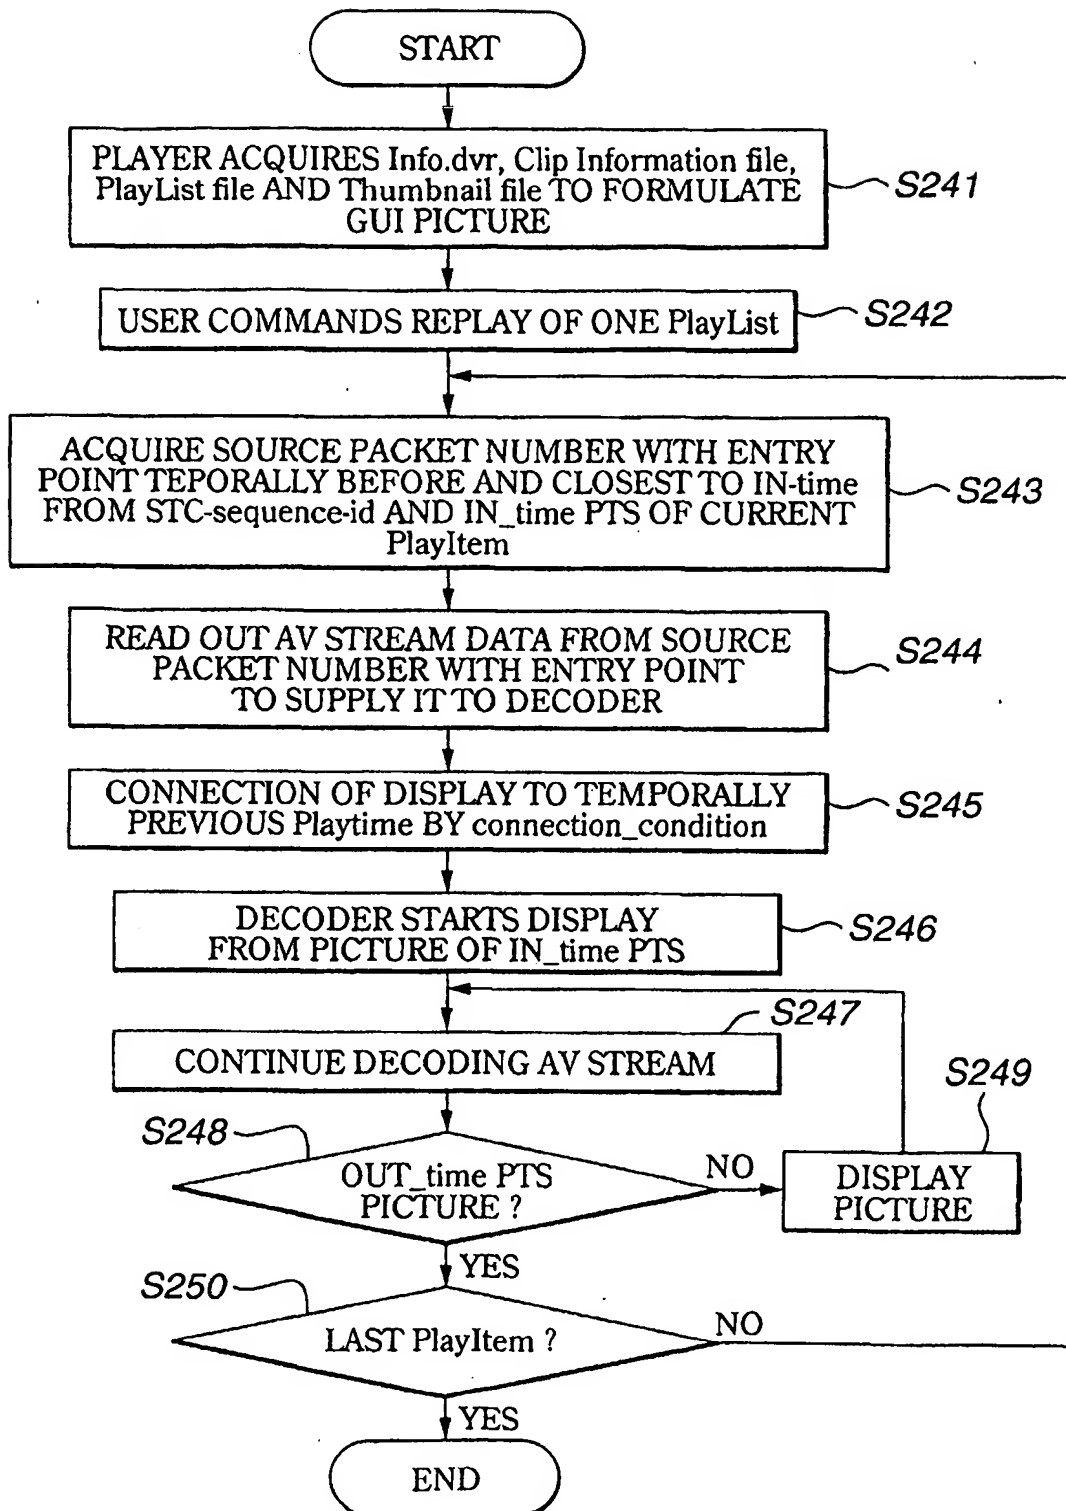 START
PLAYER ACQUIRES Info.dvr, Clip Information file,
PlayList file AND Thumbnail file TO FORMULATE
GUI PICTURE
S241
USER COMMANDS REPLAY OF ONE PlayList
S242
ACQUIRE SOURCE PACKET NUMBER WITH ENTRY
POINT TEPORALLY BEFORE AND CLOSEST TO IN-time
FROM STC-sequence-id AND IN_time PTS OF CURRENT
PlayItem
S243
READ OUT AV STREAM DATA FROM SOURCE
PACKET NUMBER WITH ENTRY POINT
TO SUPPLY IT TO DECODER
S244
CONNECTION OF DISPLAY TO TEMPORALLY
PREVIOUS Playtime BY connection_condition
S245
DECODER STARTS DISPLAY
FROM PICTURE OF IN_time PTS
S246
S247
CONTINUE DECODING AV STREAM
S248
OUT_time PTS
PICTURE ?
NO
S249
DISPLAY
PICTURE
YES
S250
LAST PlayItem ?
NO
YES
END